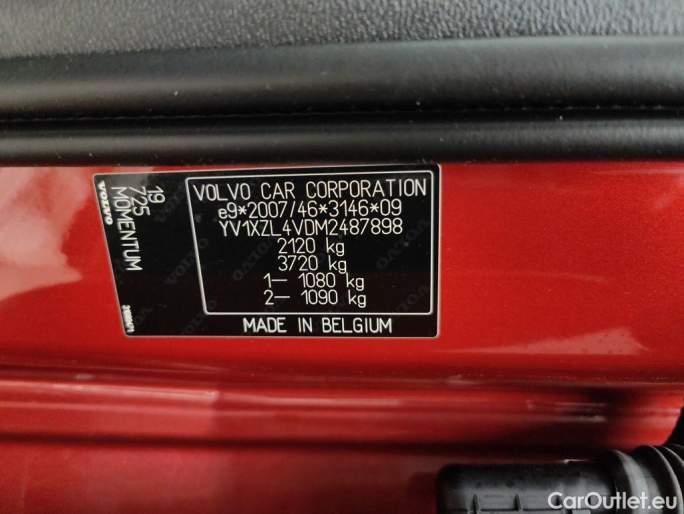 VOLVO CAR CORPORATION
e9*2007/46*3146*09
YV1XZL4VDM2487898
2120 kg
3720 kg
1– 1080 kg
2– 1090 kg
MADE IN BELGIUM
19
725
MOMENTUM
VOLVO
CarOutlet.eu